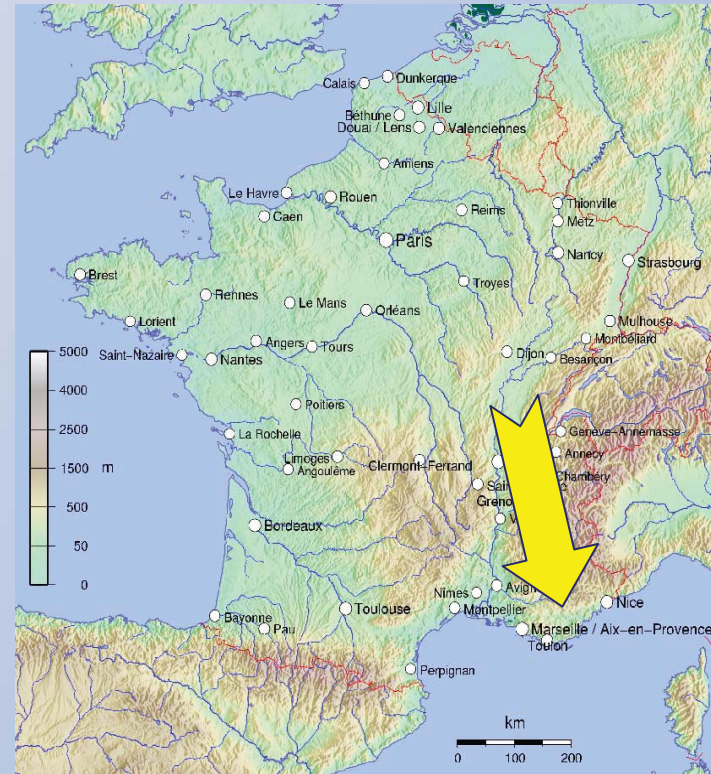 Calais
Dunkerque
Lille
Béthune
Douai / Lens
Valenciennes
Amiens
Le Havre
Rouen
Caen
Reims
Thionville
Metz
Paris
Nancy
Strasbourg
Brest
Rennes
Le Mans
Troyes
Orléans
Lorient
Mulhouse
Montbéliard
Saint-Nazaire
Angers
Tours
Dijon
Besançon
Nantes
5000
4000
2500
1500
500
50
0
m
Poitiers
La Rochelle
Genève-Annemasse
Limoges
Angoulême
Clermont-Ferrand
Annecy
Chambéry
Bordeaux
Nîmes
Montpellier
Toulouse
Nice
Bayonne
Pau
Marseille / Aix-en-Provence
Toulon
Perpignan
km
0 100 200